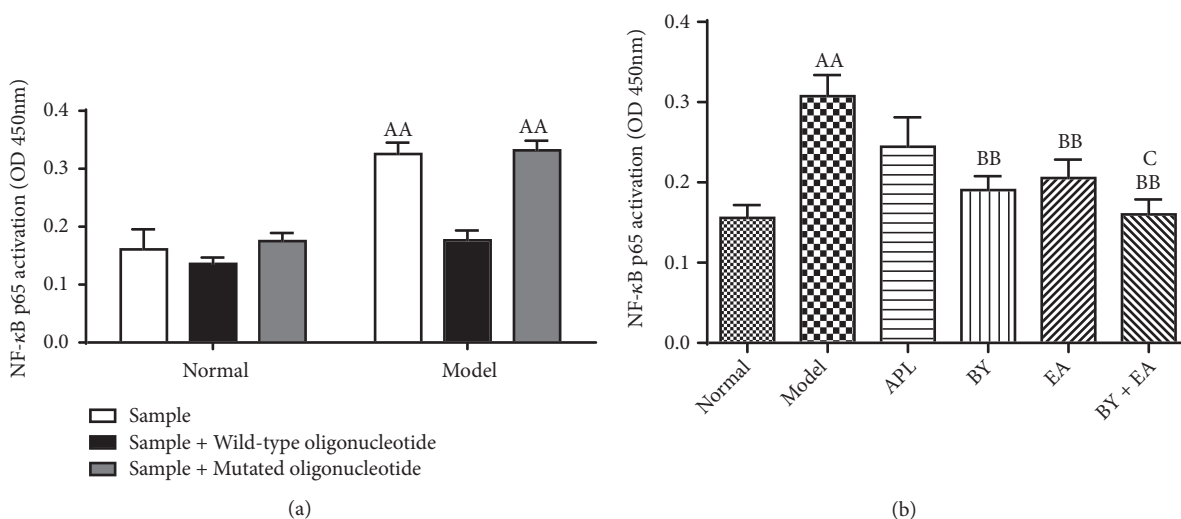 NF-κB p65 activation (OD 450nm)
0.4
0.3
0.2
0.1
0.0
AA
AA
Normal
Model
Sample
Sample + Wild-type oligonucleotide
Sample + Mutated oligonucleotide
(a)
NF-κB p65 activation (OD 450nm)
0.4
0.3
0.2
0.1
0.0
AA
BB
BB
C
BB
Normal
Model
APL
BY
EA
BY + EA
(b)